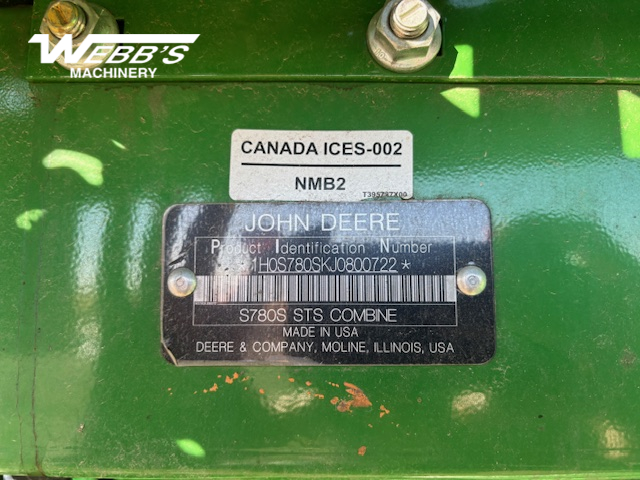 WEBB'S
MACHINERY
CANADA ICES-002
NMB2
JOHN DEERE
Product Identification Number
1H0S780SKJ0800722*
S780S STS COMBINE
MADE IN USA
DEERE & COMPANY, MOLINE, ILLINOIS, USA